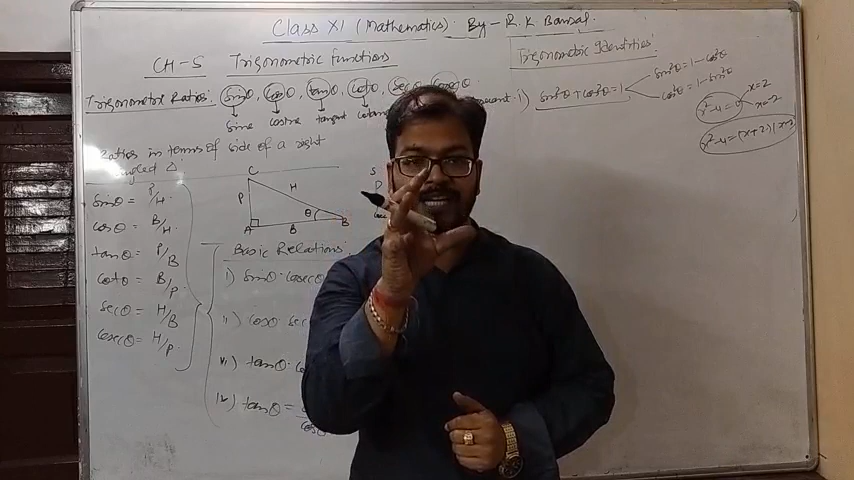 Class XI (Mathematics) By - R.K Bansal.
CH-5 Trigonometric Functions
Trigonometric Ratios: sinθ, cosθ, tanθ, cotθ, secθ, cosecθ
sine cosine tangent cotan
Ratios in terms of side of a right
angled Δ
sinθ = P/H
cosθ = B/H
tanθ = P/B
cotθ = B/P
secθ = H/B
cosecθ = H/P
C
P H
θ
A B B
Basic Relations:
i) sinθ·cosecθ
ii) cosθ·sec
iii) tanθ·co
iv) tanθ =
cosθ
Trigonometric Identities:
i) sin²θ + cos²θ = 1
sin²θ = 1 - cos²θ
cos²θ = 1 - sin²θ
x² - 4 = 0
x = 2
x = -2
x² - 4 = (x+2)(x-2)